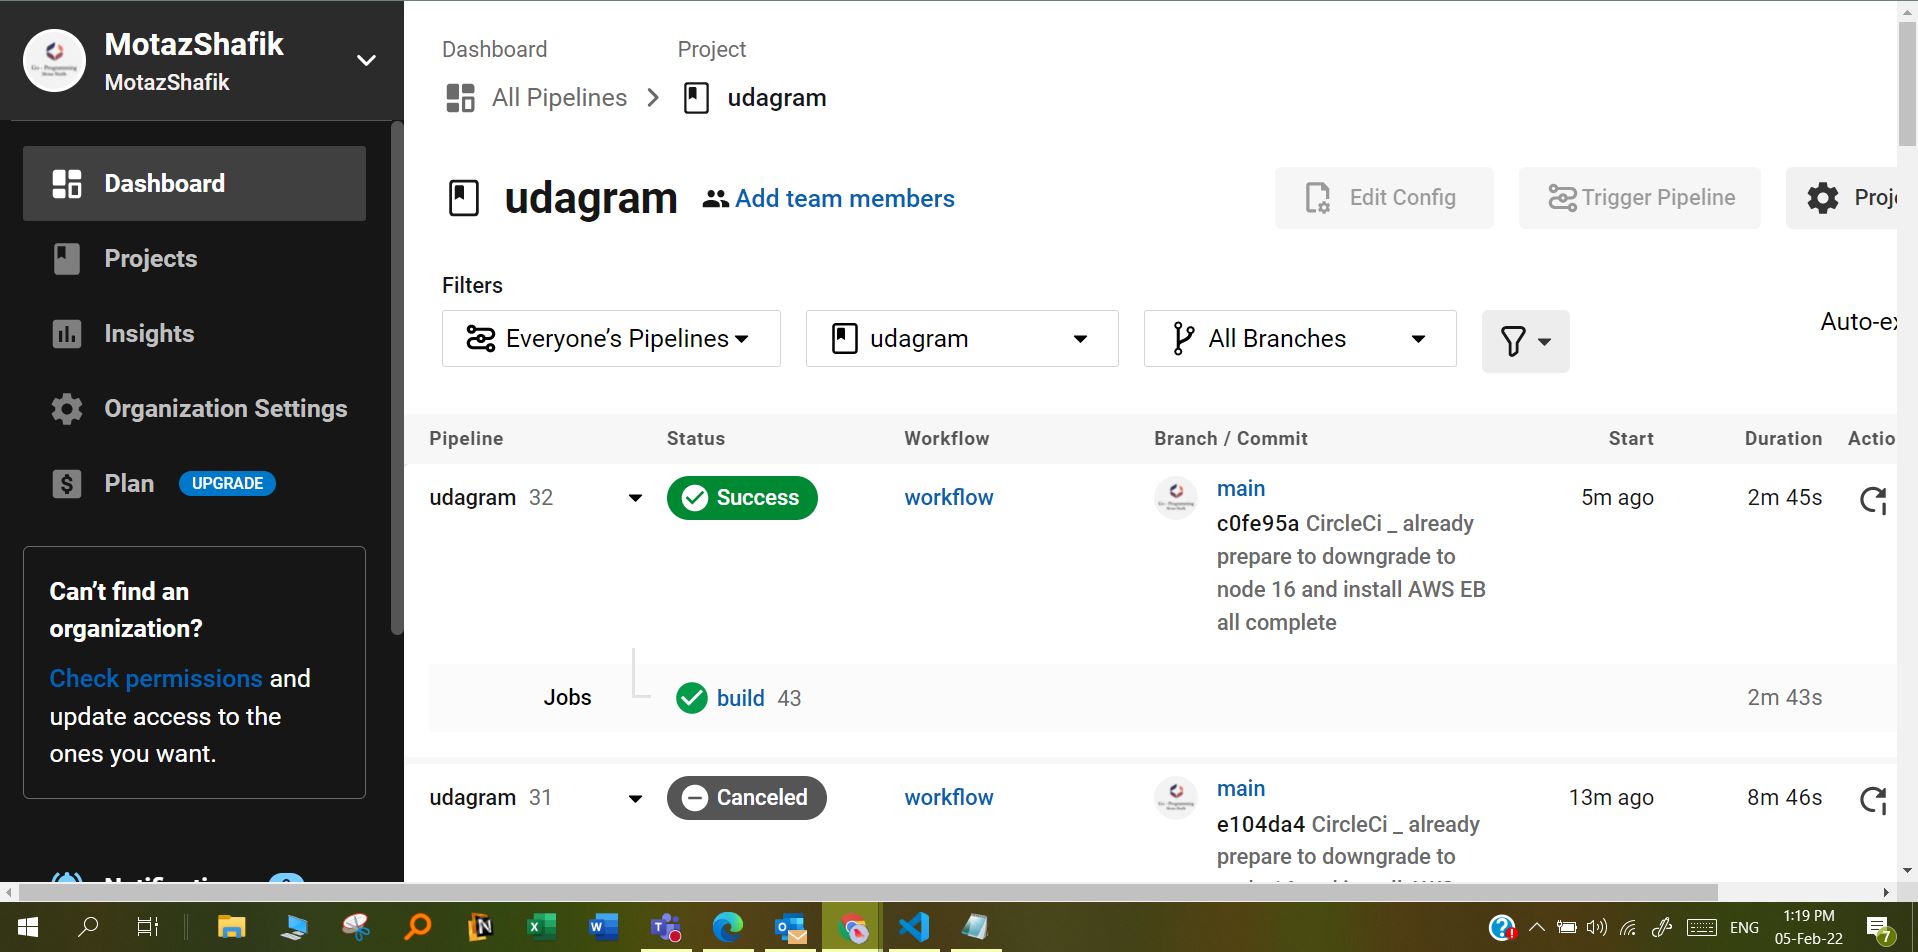 MotazShafik
MotazShafik
Dashboard
Projects
Insights
Organization Settings
Plan UPGRADE
Can’t find an
organization?
Check permissions and
update access to the
ones you want.
Dashboard Project
All Pipelines udagram
udagram Add team members
Edit Config Trigger Pipeline
Filters
Everyone’s Pipelines udagram All Branches
Pipeline Status Workflow Branch / Commit Start Duration Actio
udagram 32 Success workflow main 5m ago 2m 45s
c0fe95a CircleCi _ already
prepare to downgrade to
node 16 and install AWS EB
all complete
Jobs build 43 2m 43s
udagram 31 Canceled workflow main 13m ago 8m 46s
e104da4 CircleCi _ already
prepare to downgrade to
ENG
1:19 PM
05-Feb-22
7